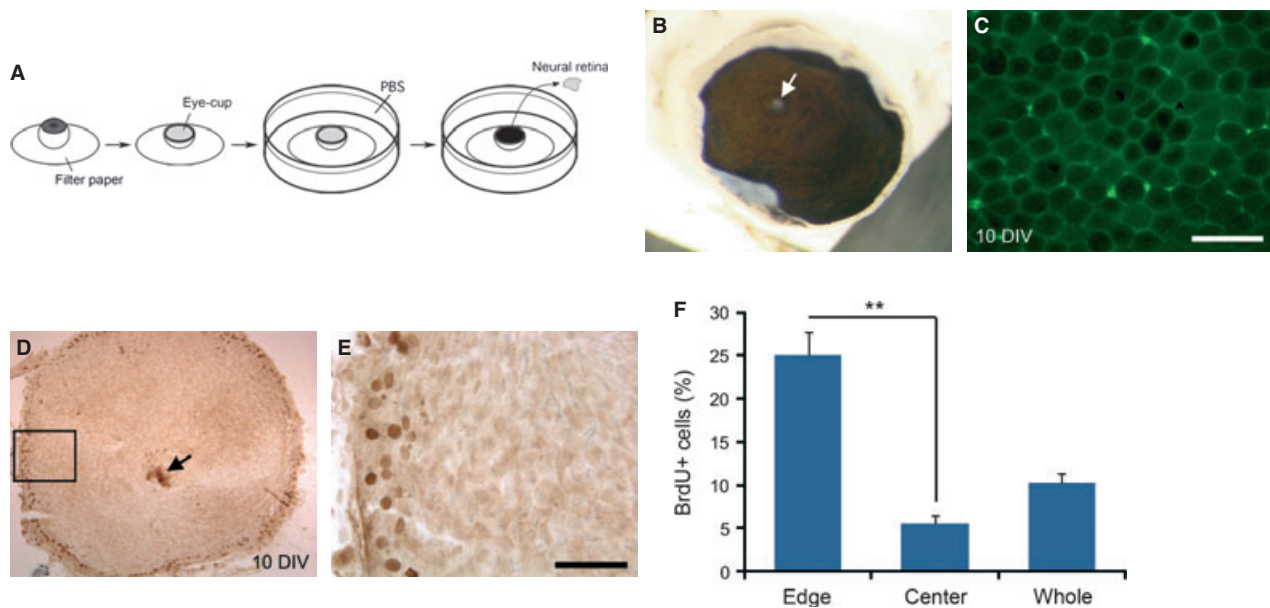 A
Eye-cup
Filter paper
PBS
Neural retina
B
C
10 DIV
D
10 DIV
E
F
**
30
25
20
15
10
5
0
BrdU+ cells (%)
Edge
Center
Whole